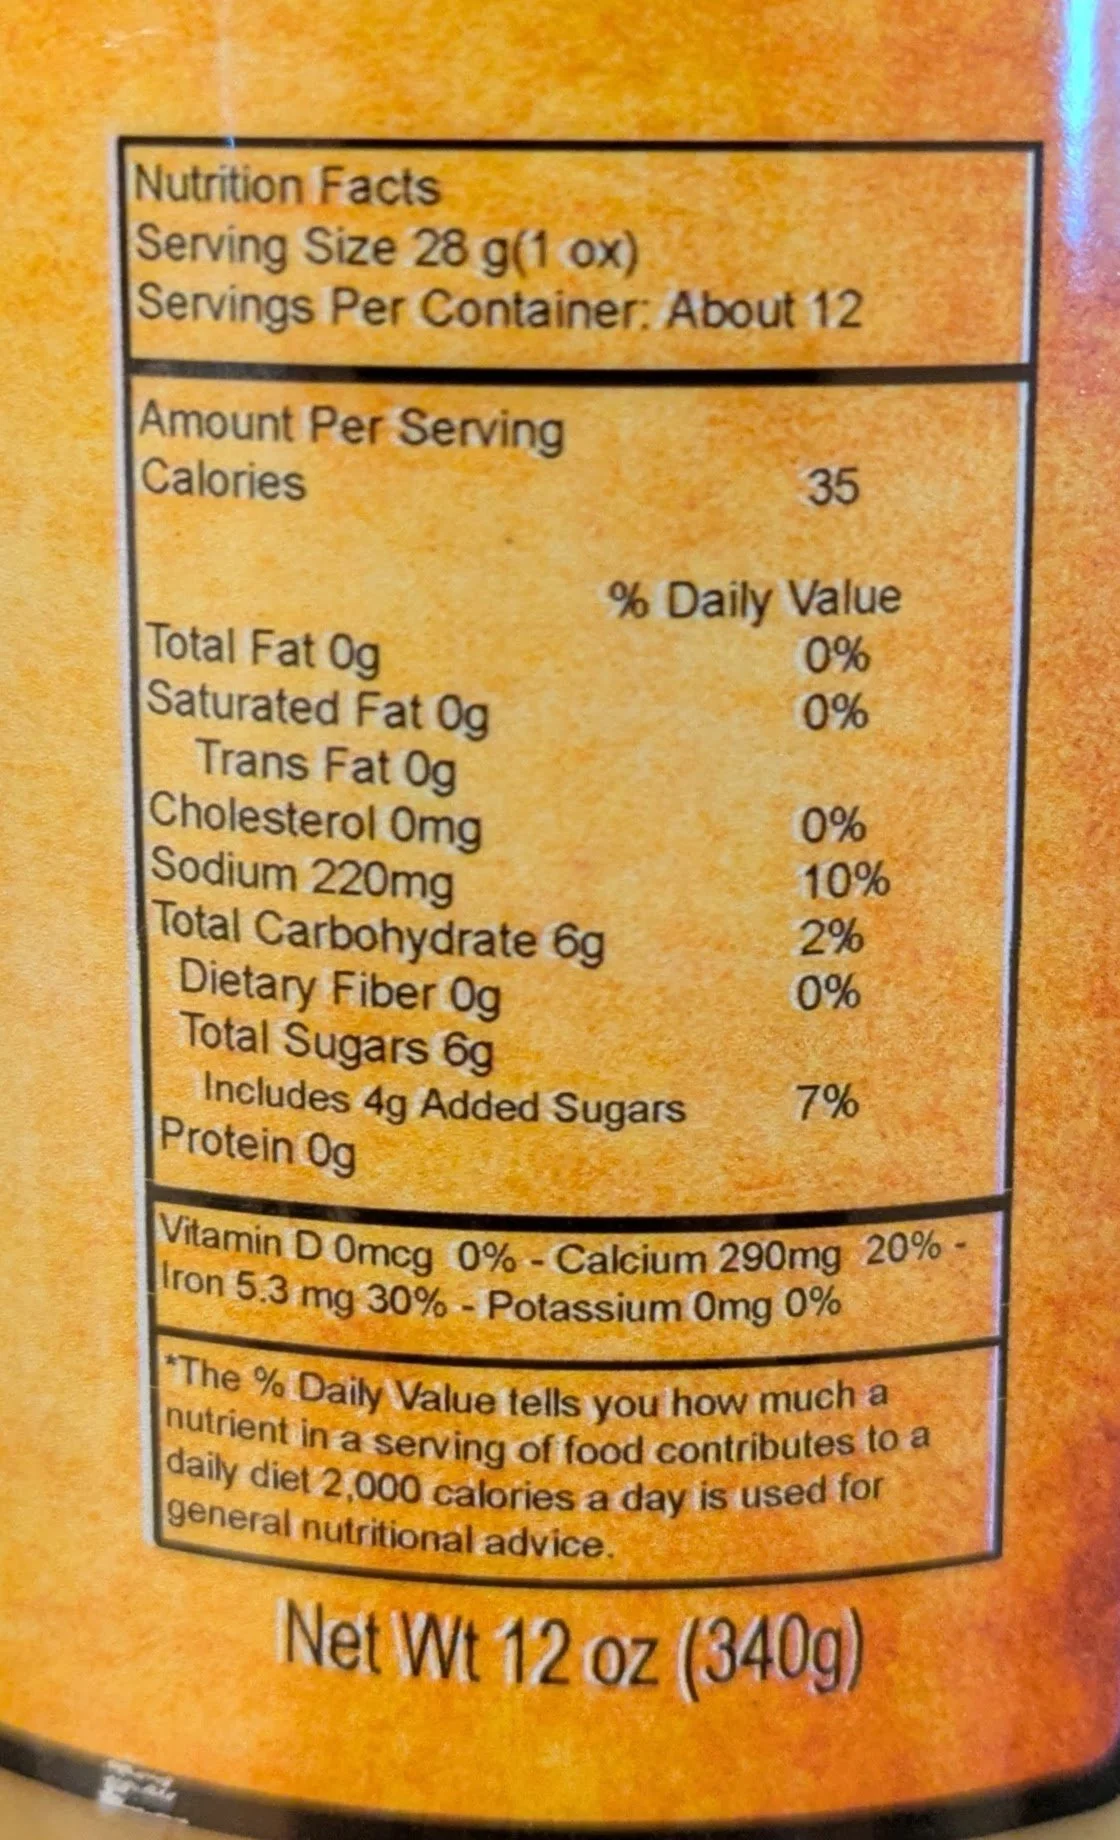 Nutrition Facts
Serving Size 28 g(1 ox)
Servings Per Container: About 12
Amount Per Serving
Calories 35
% Daily Value
Total Fat 0g 0%
Saturated Fat 0g 0%
Trans Fat 0g
Cholesterol 0mg 0%
Sodium 220mg 10%
Total Carbohydrate 6g 2%
Dietary Fiber 0g 0%
Total Sugars 6g
Includes 4g Added Sugars 7%
Protein 0g
Vitamin D 0mcg 0% - Calcium 290mg 20% -
Iron 5.3 mg 30% - Potassium 0mg 0%
*The % Daily Value tells you how much a
nutrient in a serving of food contributes to a
daily diet 2,000 calories a day is used for
general nutritional advice.
Net Wt 12 oz (340g)